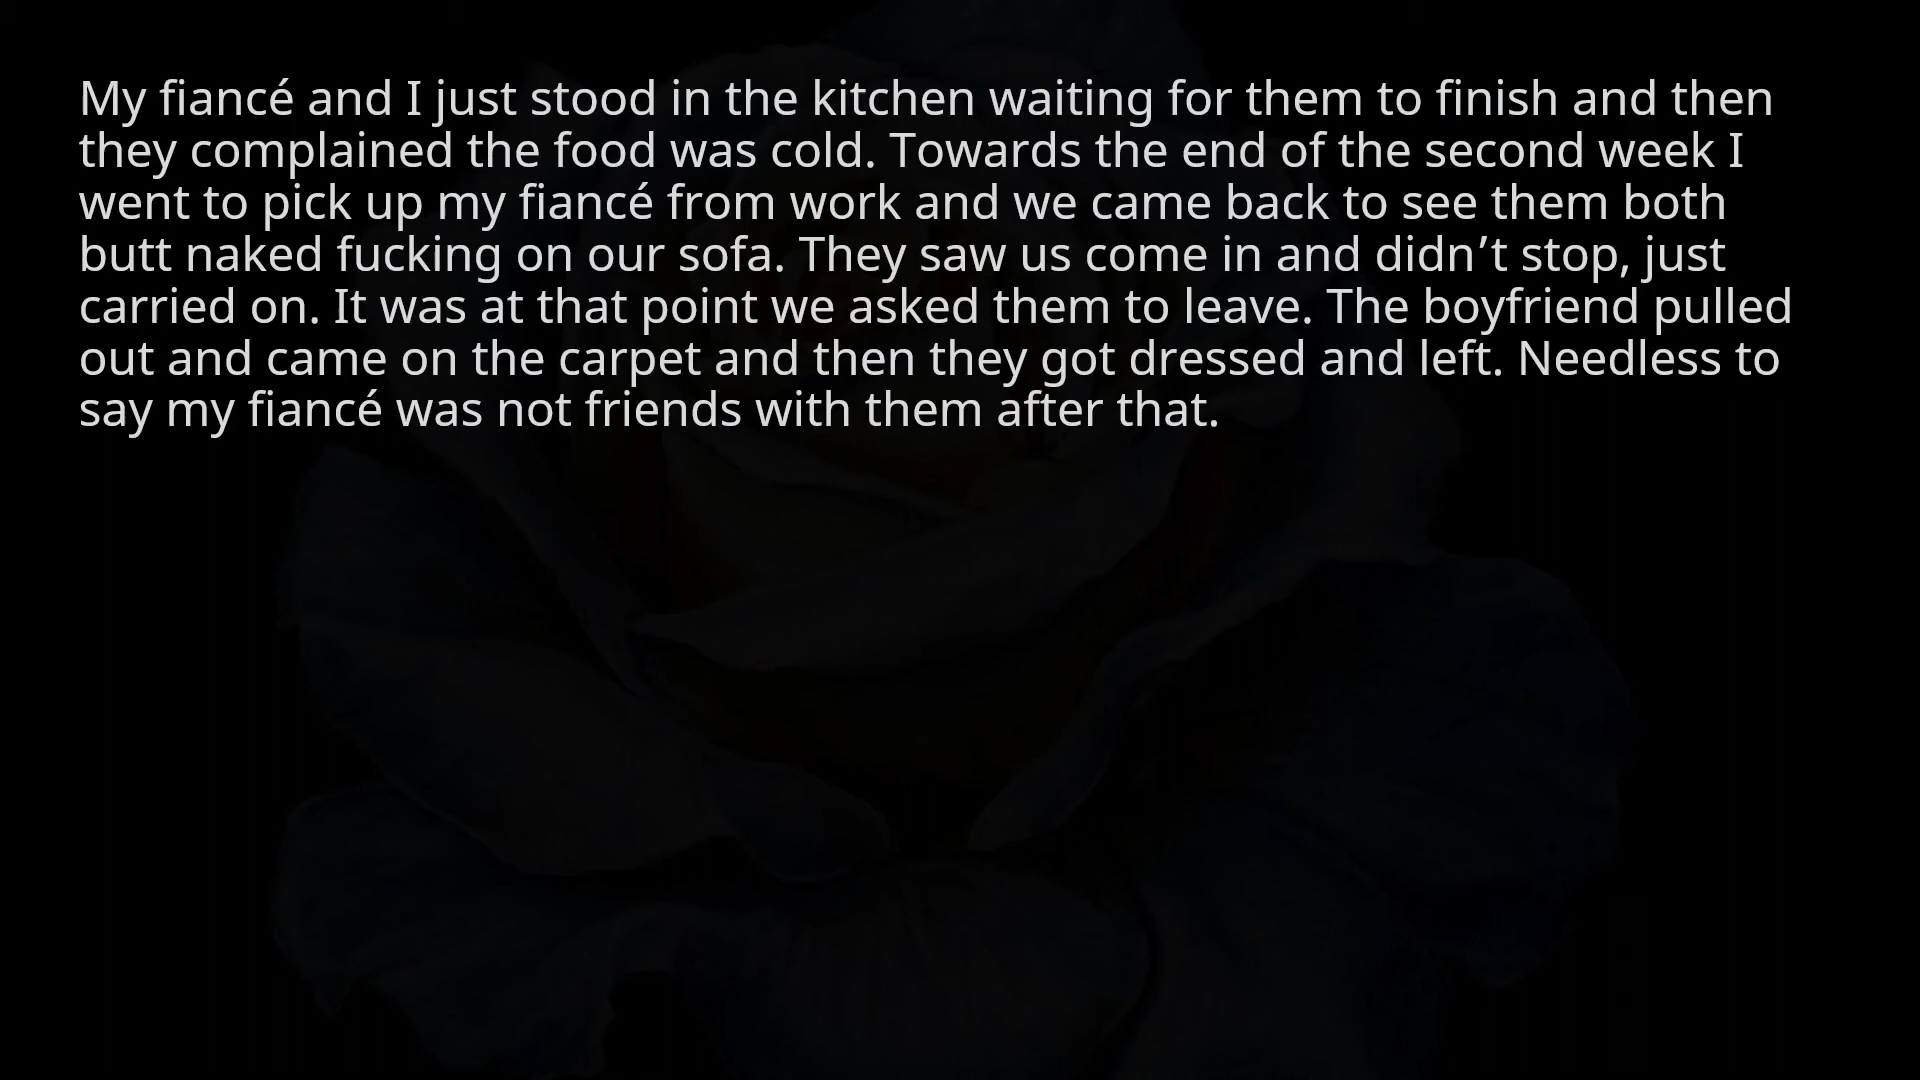 My fiancé and I just stood in the kitchen waiting for them to finish and then
they complained the food was cold. Towards the end of the second week I
went to pick up my fiancé from work and we came back to see them both
butt naked fucking on our sofa. They saw us come in and didn’t stop, just
carried on. It was at that point we asked them to leave. The boyfriend pulled
out and came on the carpet and then they got dressed and left. Needless to
say my fiancé was not friends with them after that.